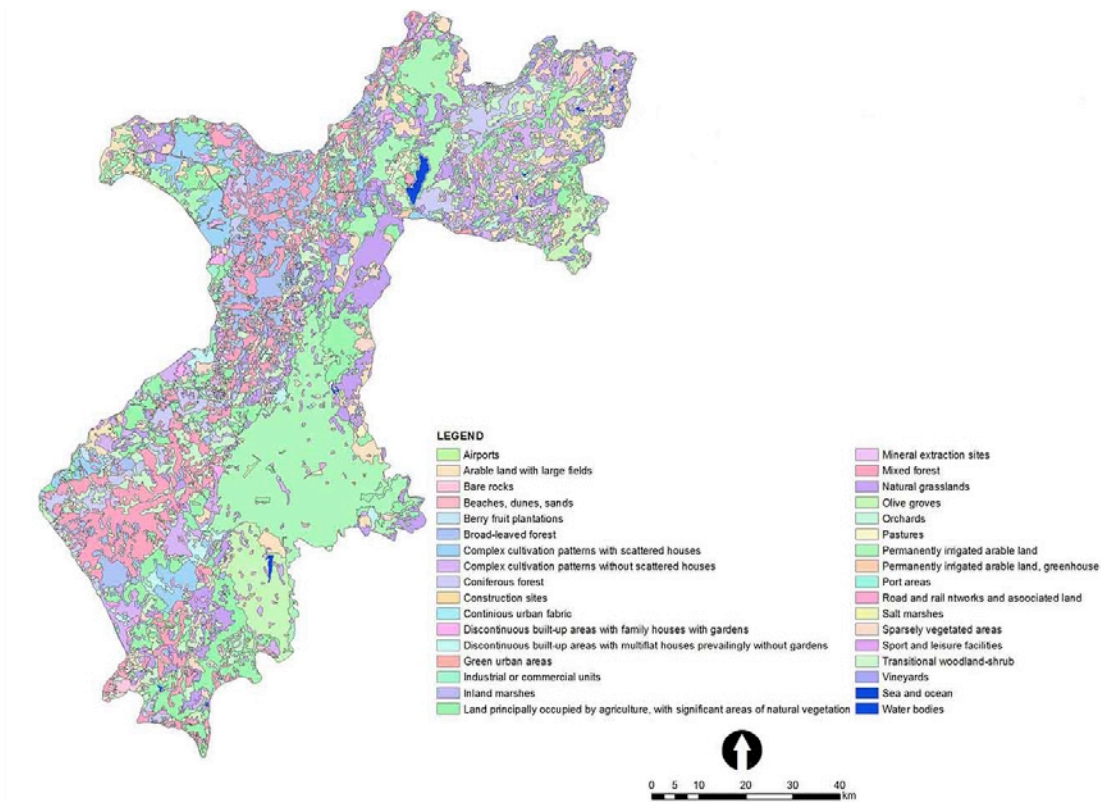 LEGEND
Airports
Arable land with large fields
Bare rocks
Beaches, dunes, sands
Berry fruit plantations
Broad-leaved forest
Complex cultivation patterns with scattered houses
Complex cultivation patterns without scattered houses
Coniferous forest
Construction sites
Continious urban fabric
Discontinuous built-up areas with family houses with gardens
Discontinuous built-up areas with multiflat houses prevailingly without gardens
Green urban areas
Industrial or commercial units
Inland marshes
Land principally occupied by agriculture, with significant areas of natural vegetation
Mineral extraction sites
Mixed forest
Natural grasslands
Olive groves
Orchards
Pastures
Permanently irrigated arable land
Permanently irrigated arable land, greenhouse
Port areas
Road and rail ntworks and asociated land
Salt marshes
Sparsely vegetated areas
Sport and leisure facilities
Transitional woodland-shrub
Vineyards
Sea and ocean
Water bodies
0 5 10 20 30 40
km